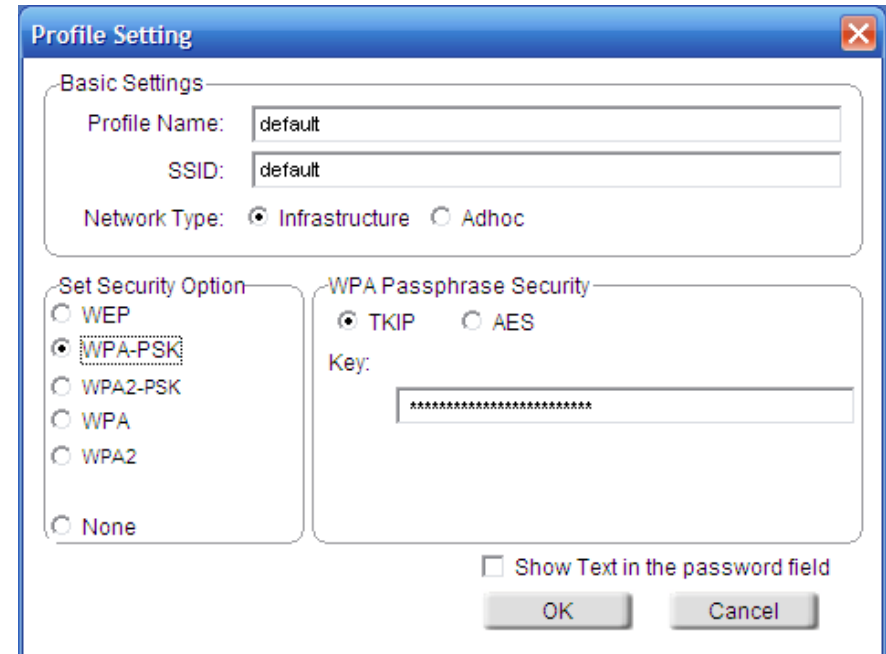 Profile Setting
Basic Settings
Profile Name: default
SSID: default
Network Type: Infrastructure Adhoc
Set Security Option
WEP
WPA-PSK
WPA2-PSK
WPA
WPA2
None
WPA Passphrase Security
TKIP AES
Key:
*************************
Show Text in the password field
OK Cancel